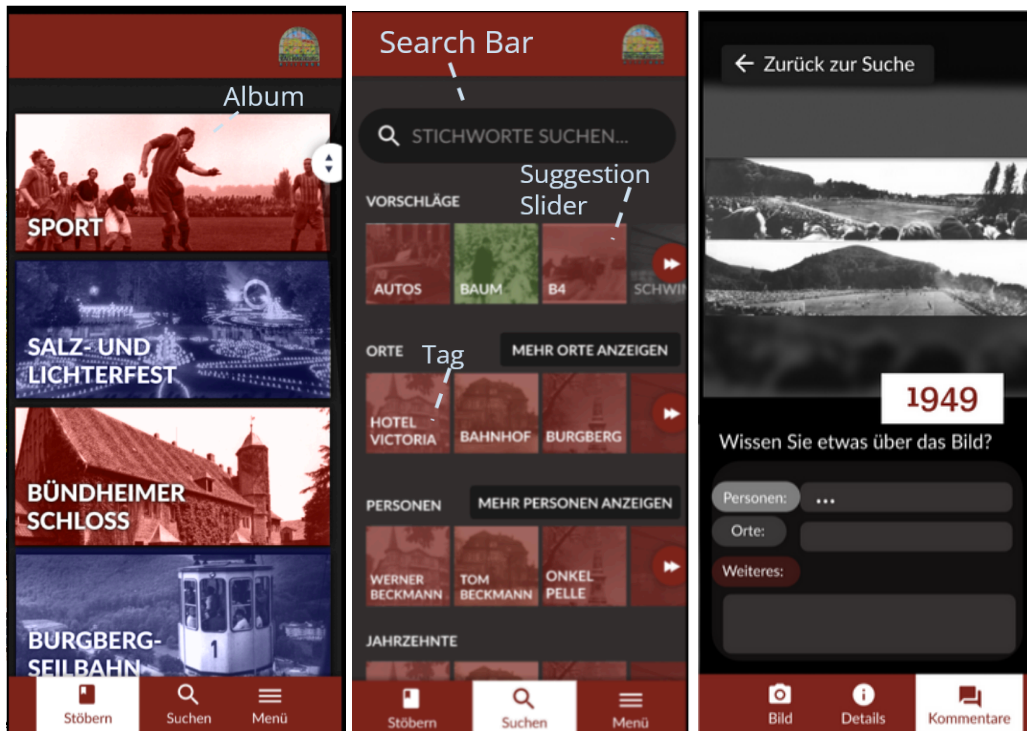 Album
SPORT
SALZ- UND
LICHTERFEST
BÜNDHEIMER
SCHLOSS
BURGBERG-
SEILBAHN
1
Stöbern
Suchen
Menü
Search Bar
STICHWORTE SUCHEN...
Suggestion
Slider
VORSCHLÄGE
AUTOS
BAUM
B4
SCHWIM
ORTE
Tag
MEHR ORTE ANZEIGEN
HOTEL
VICTORIA
BAHNHOF
BURGBERG
PERSONEN
MEHR PERSONEN ANZEIGEN
WERNER
BECKMANN
TOM
BECKMANN
ONKEL
PELLE
JAHRZEHNTE
Stöbern
Suchen
Menü
Zurück zur Suche
1949
Wissen Sie etwas über das Bild?
Personen:
...
Orte:
Weiteres:
Bild
Details
Kommentare